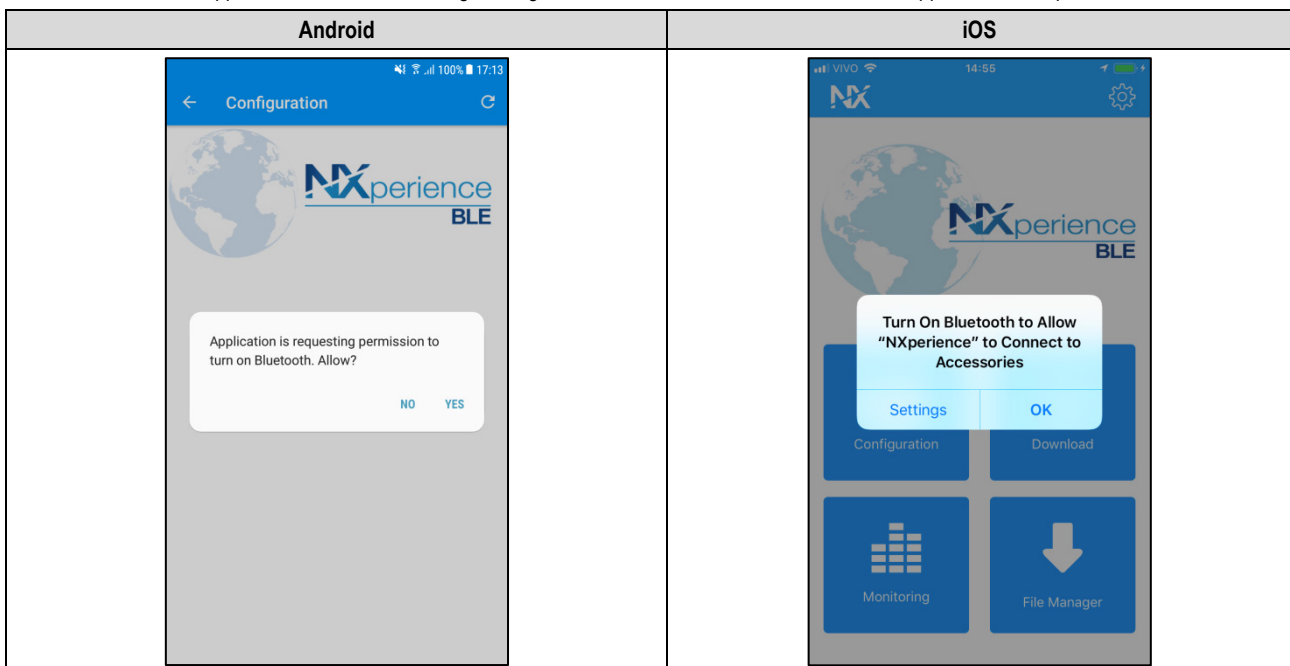 Android
iOS
100% 17:13
Configuration
NXperience
BLE
Application is requesting permission to
turn on Bluetooth. Allow?
NO YES
VIVO 14:55
NX
NXperience
BLE
Turn On Bluetooth to Allow
“NXperience” to Connect to
Accessories
Settings OK
Configuration Download
Monitoring File Manager